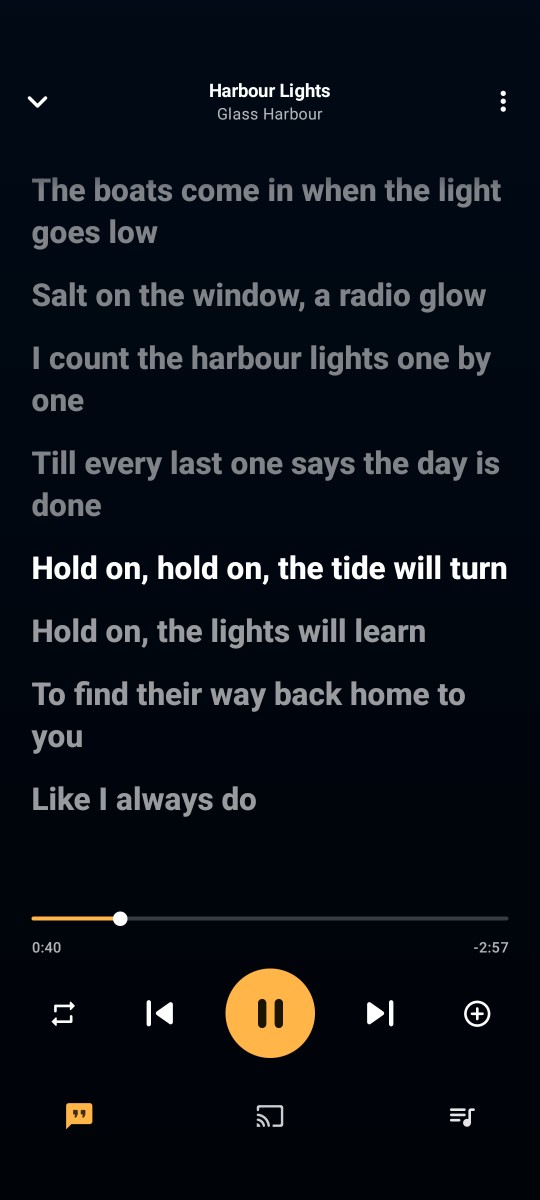 Harbour Lights
Glass Harbour
The boats come in when the light
goes low
Salt on the window, a radio glow
I count the harbour lights one by
one
Till every last one says the day is
done
Hold on, hold on, the tide will turn
Hold on, the lights will learn
To find their way back home to
you
Like I always do
0:40
-2:57